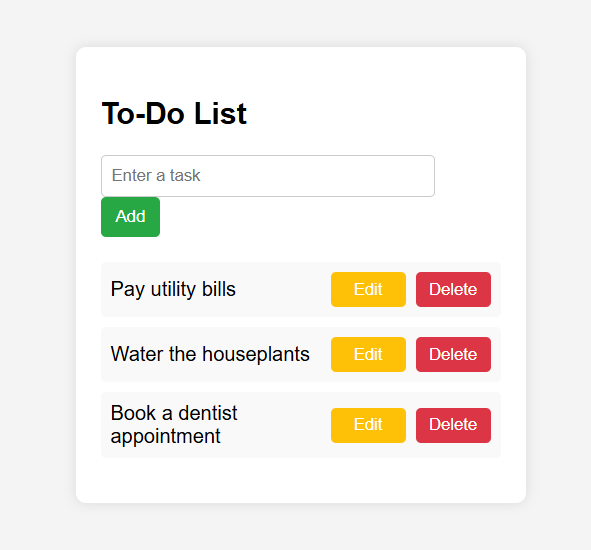 To-Do List
Enter a task
Add
Pay utility bills Edit Delete
Water the houseplants Edit Delete
Book a dentist
appointment Edit Delete